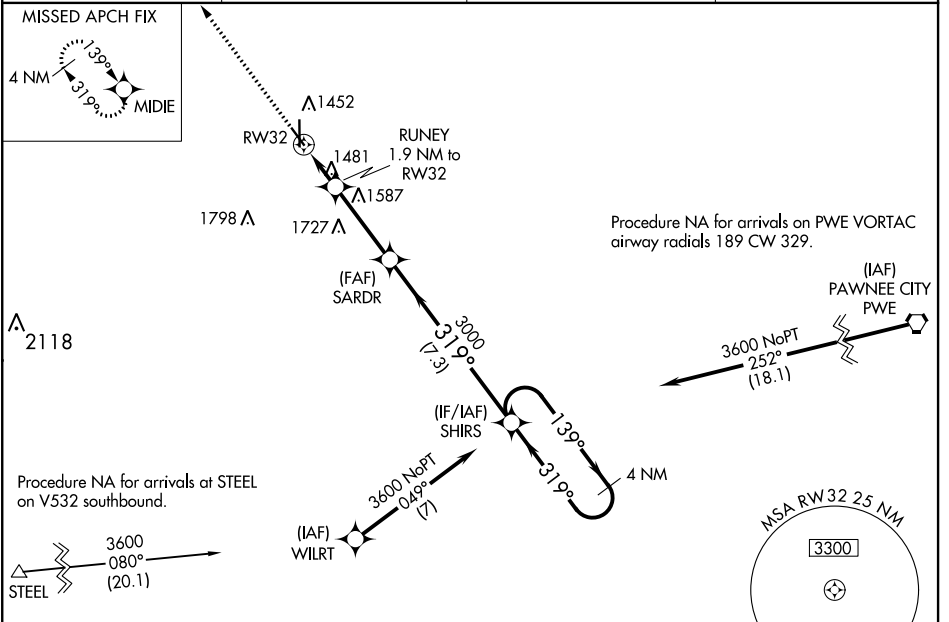 MISSED APCH FIX
139°
4 NM
319°
MIDIE
1452
RW32
1481
RUNEY
1.9 NM to
RW32
1587
1798
1727
Procedure NA for arrivals on PWE VORTAC
airway radials 189 CW 329.
(IAF)
PAWNEE CITY
PWE
(FAF)
SARDR
2118
3000
319°
(7.3)
3600 NoPT
252°
(18.1)
(IF/IAF)
SHIRS
139°
319°
4 NM
Procedure NA for arrivals at STEEL
on V532 southbound.
3600 NoPT
049°
(7)
(IAF)
WILRT
3600
080°
(20.1)
STEEL
MSA RW32 25 NM
3300